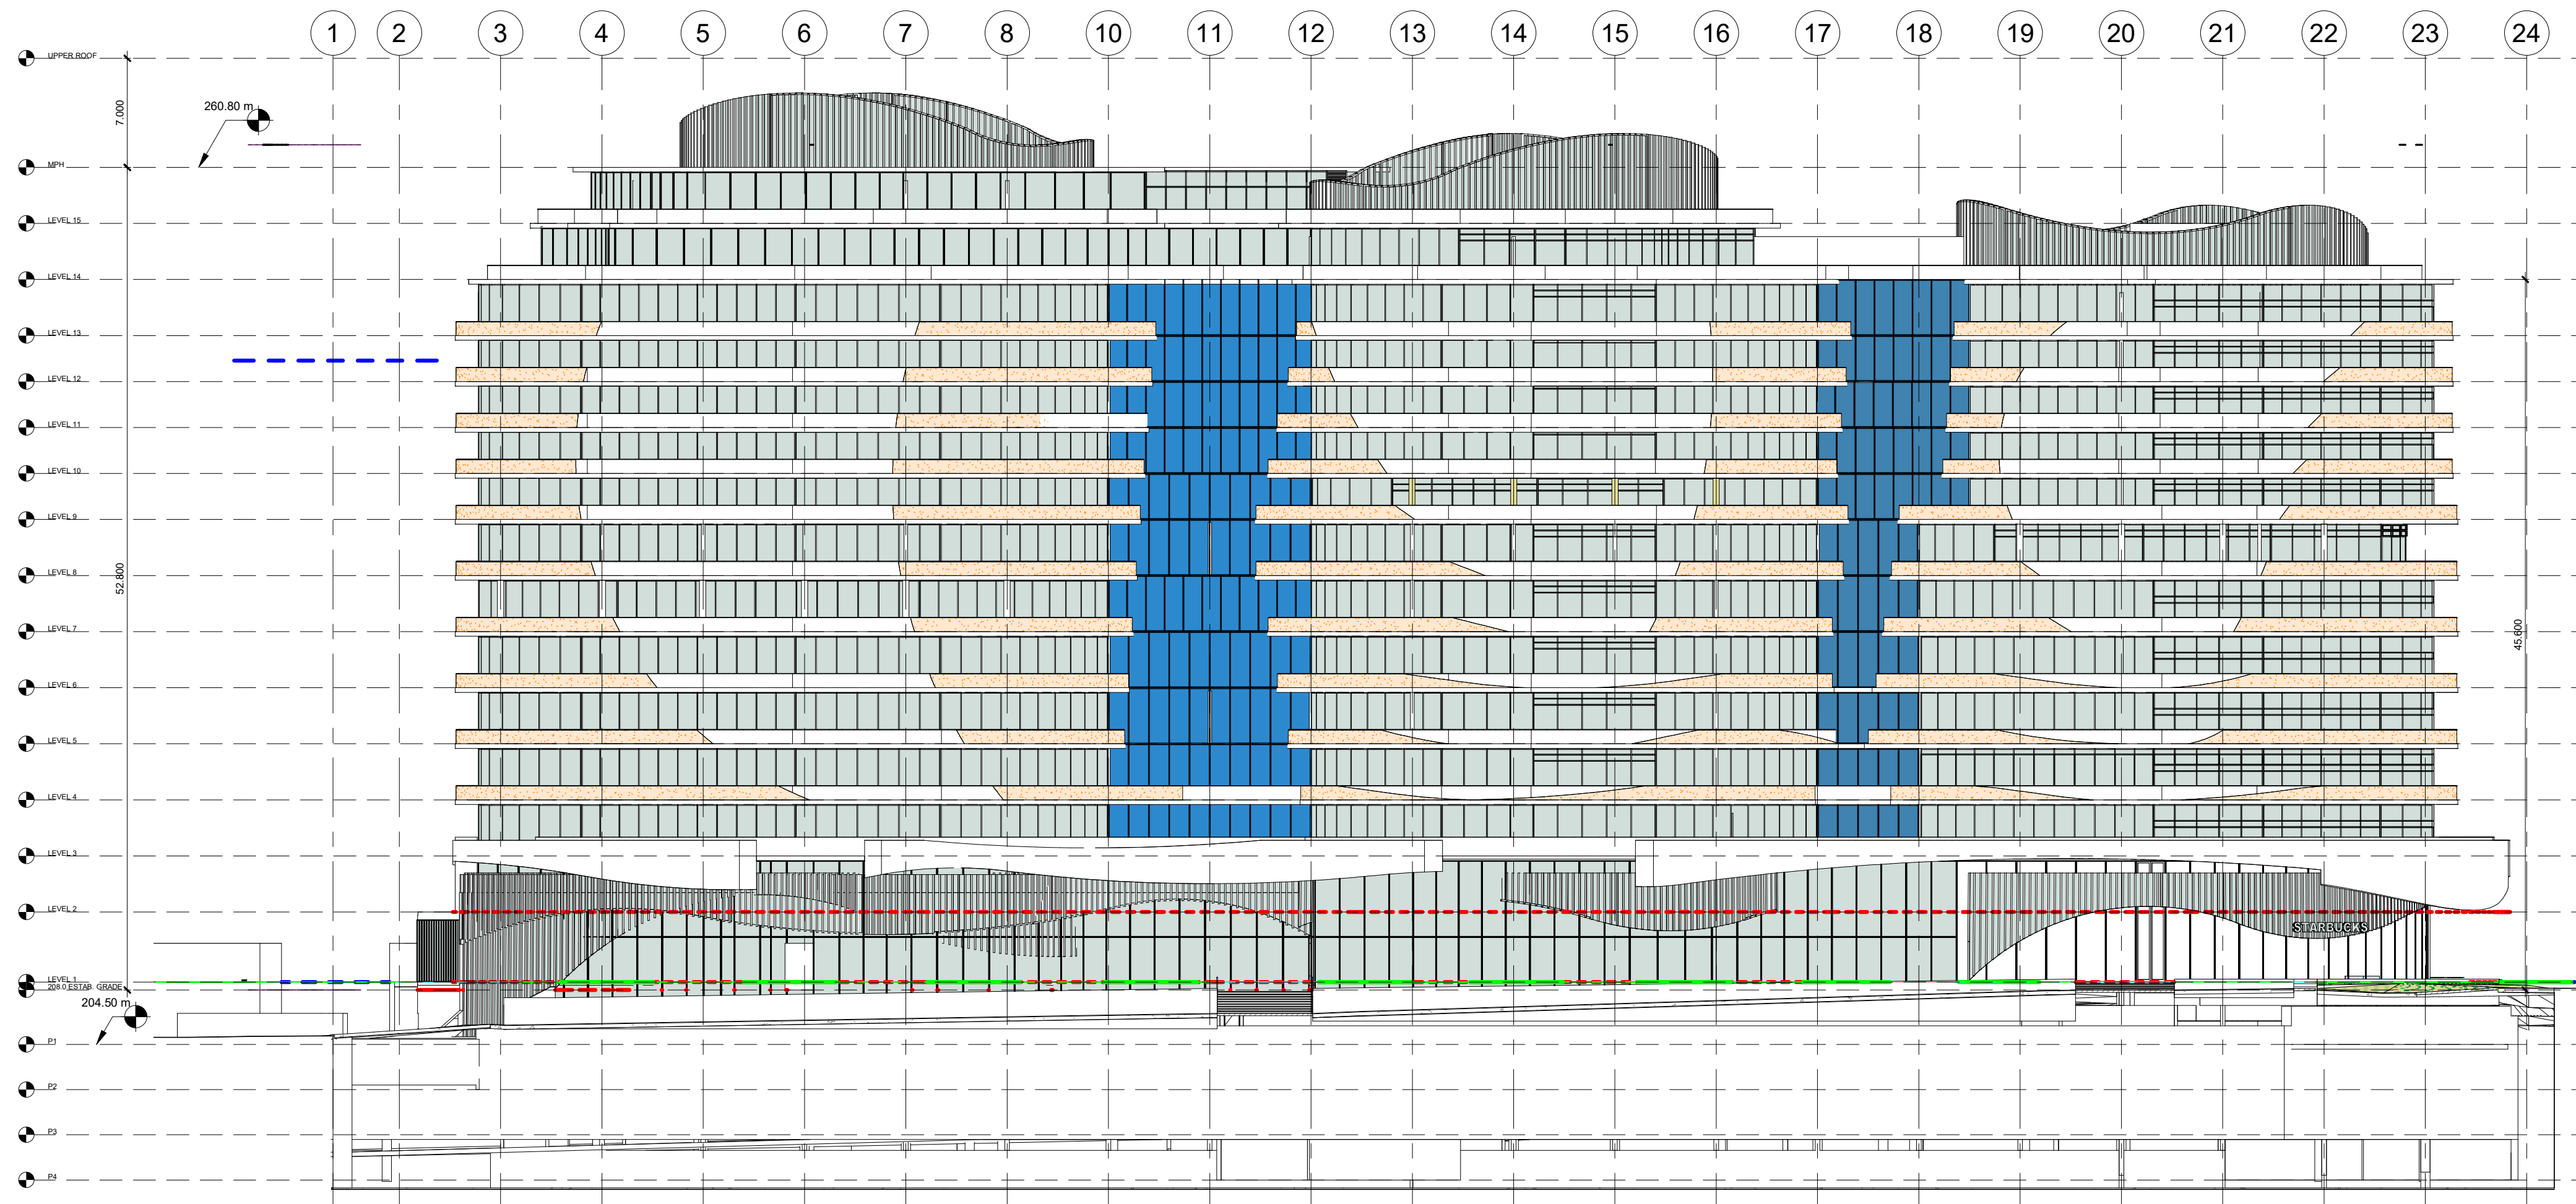 1 2 3 4 5 6 7 8 10 11 12 13 14 15 16 17 18 19 20 21 22 23 24
UPPER ROOF
7.000
260.80 m
MPH
LEVEL 15
LEVEL 14
LEVEL 13
LEVEL 12
LEVEL 11
LEVEL 10
LEVEL 9
LEVEL 8
52.800
LEVEL 7
45.600
LEVEL 6
LEVEL 5
LEVEL 4
LEVEL 3
LEVEL 2
STARBUCKS
LEVEL 1
208.0 ESTAB. GRADE
204.50 m
P1
P2
P3
P4